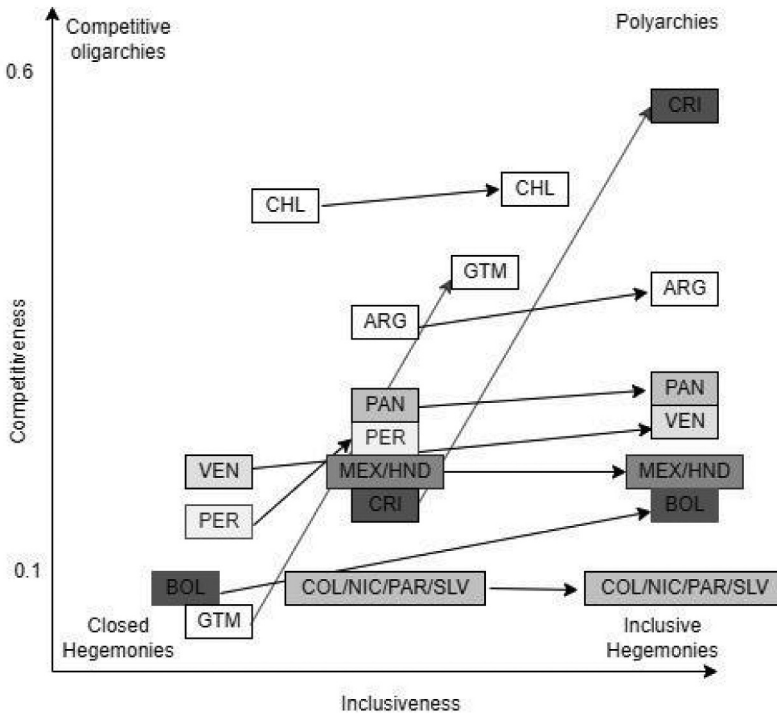 Competitive
oligarchies
Polyarchies
0.6
CRI
CHL
CHL
GTM
ARG
ARG
Competitiveness
PAN
PAN
PER
VEN
VEN
MEX/HND
MEX/HND
CRI
BOL
PER
0.1
BOL
COL/NIC/PAR/SLV
COL/NIC/PAR/SLV
GTM
Closed
Hegemonies
Inclusive
Hegemonies
Inclusiveness